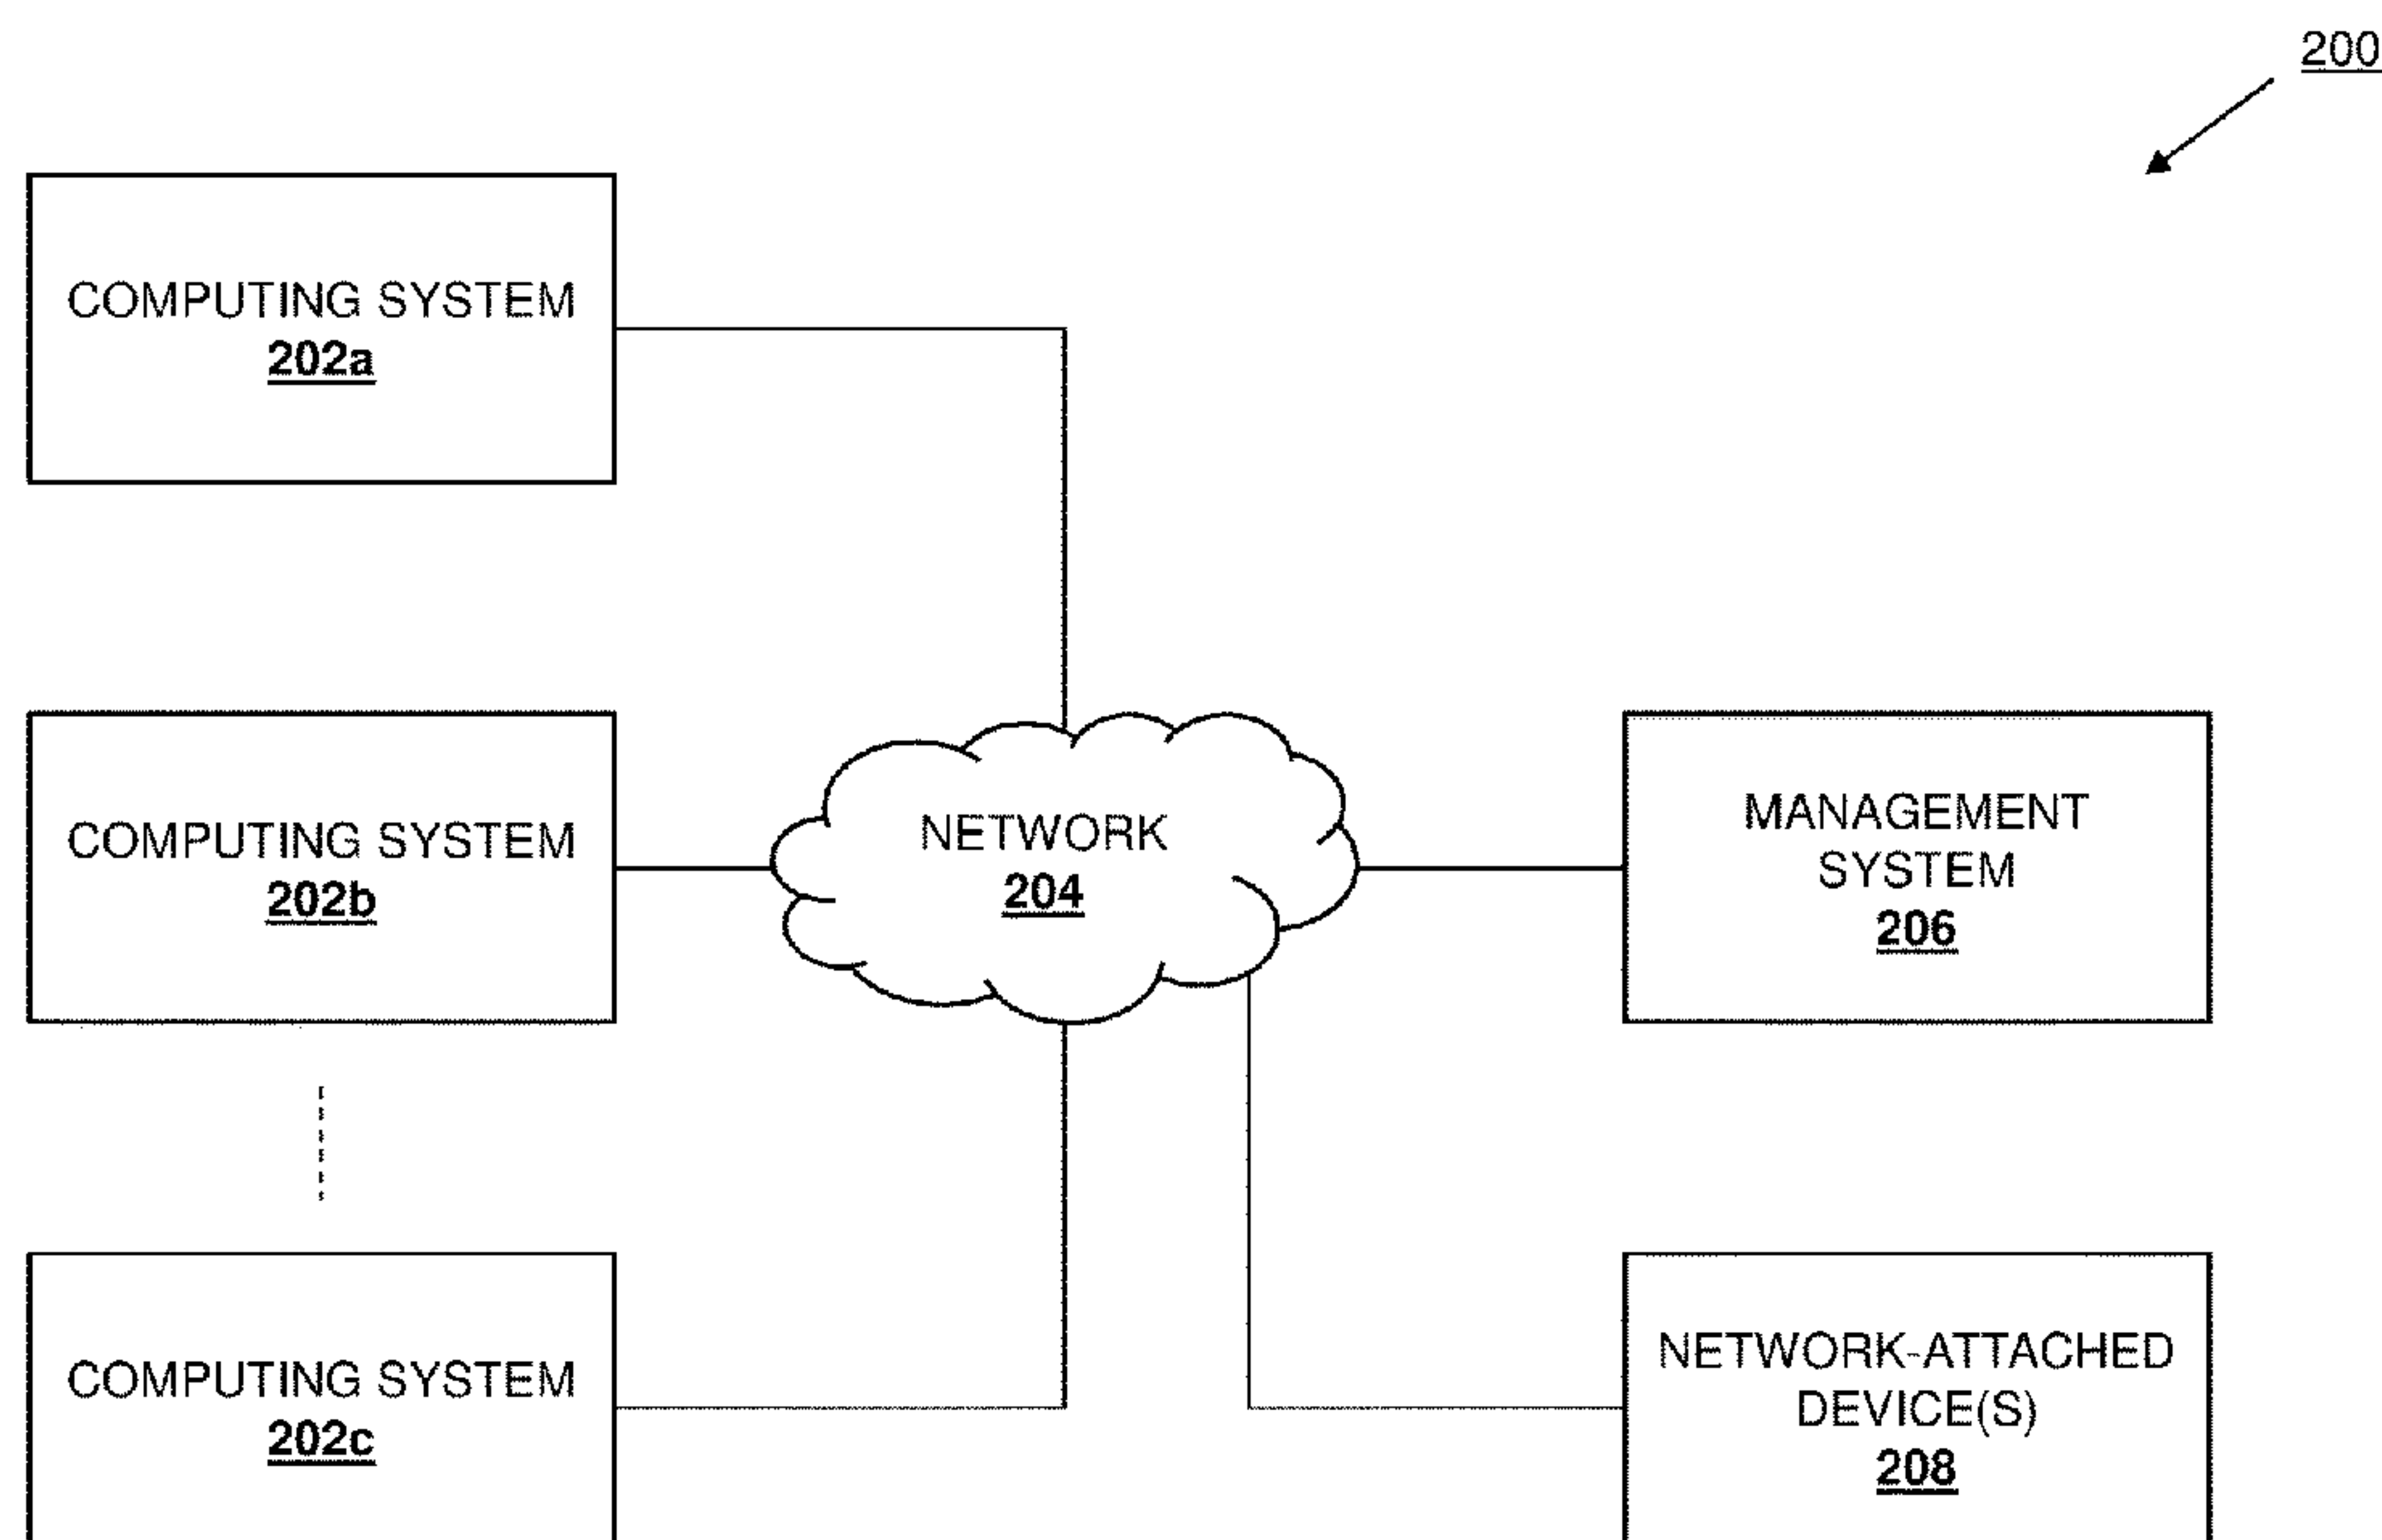 200
COMPUTING SYSTEM
202a
COMPUTING SYSTEM
202b
NETWORK
204
MANAGEMENT
SYSTEM
206
COMPUTING SYSTEM
202c
NETWORK-ATTACHED
DEVICE(S)
208